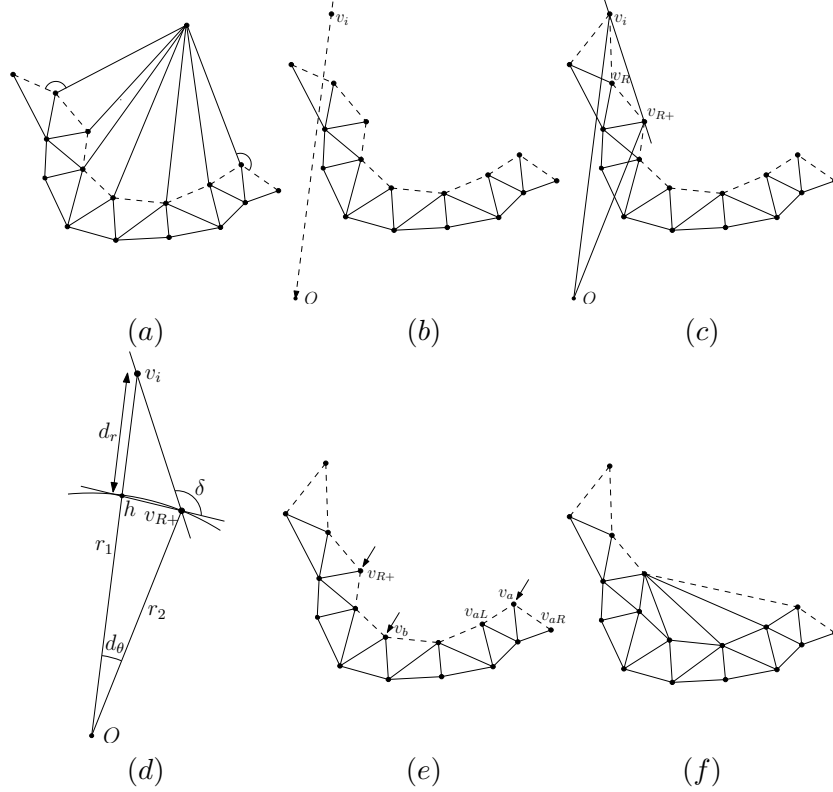 v_i
O
(a)
(b)
v_i
v_R
v_{R+}
O
(c)
v_i
d_r
δ
h
v_{R+}
r_1
r_2
d_θ
O
(d)
v_{R+}
v_b
v_{aL}
v_a
v_{aR}
(e)
(f)